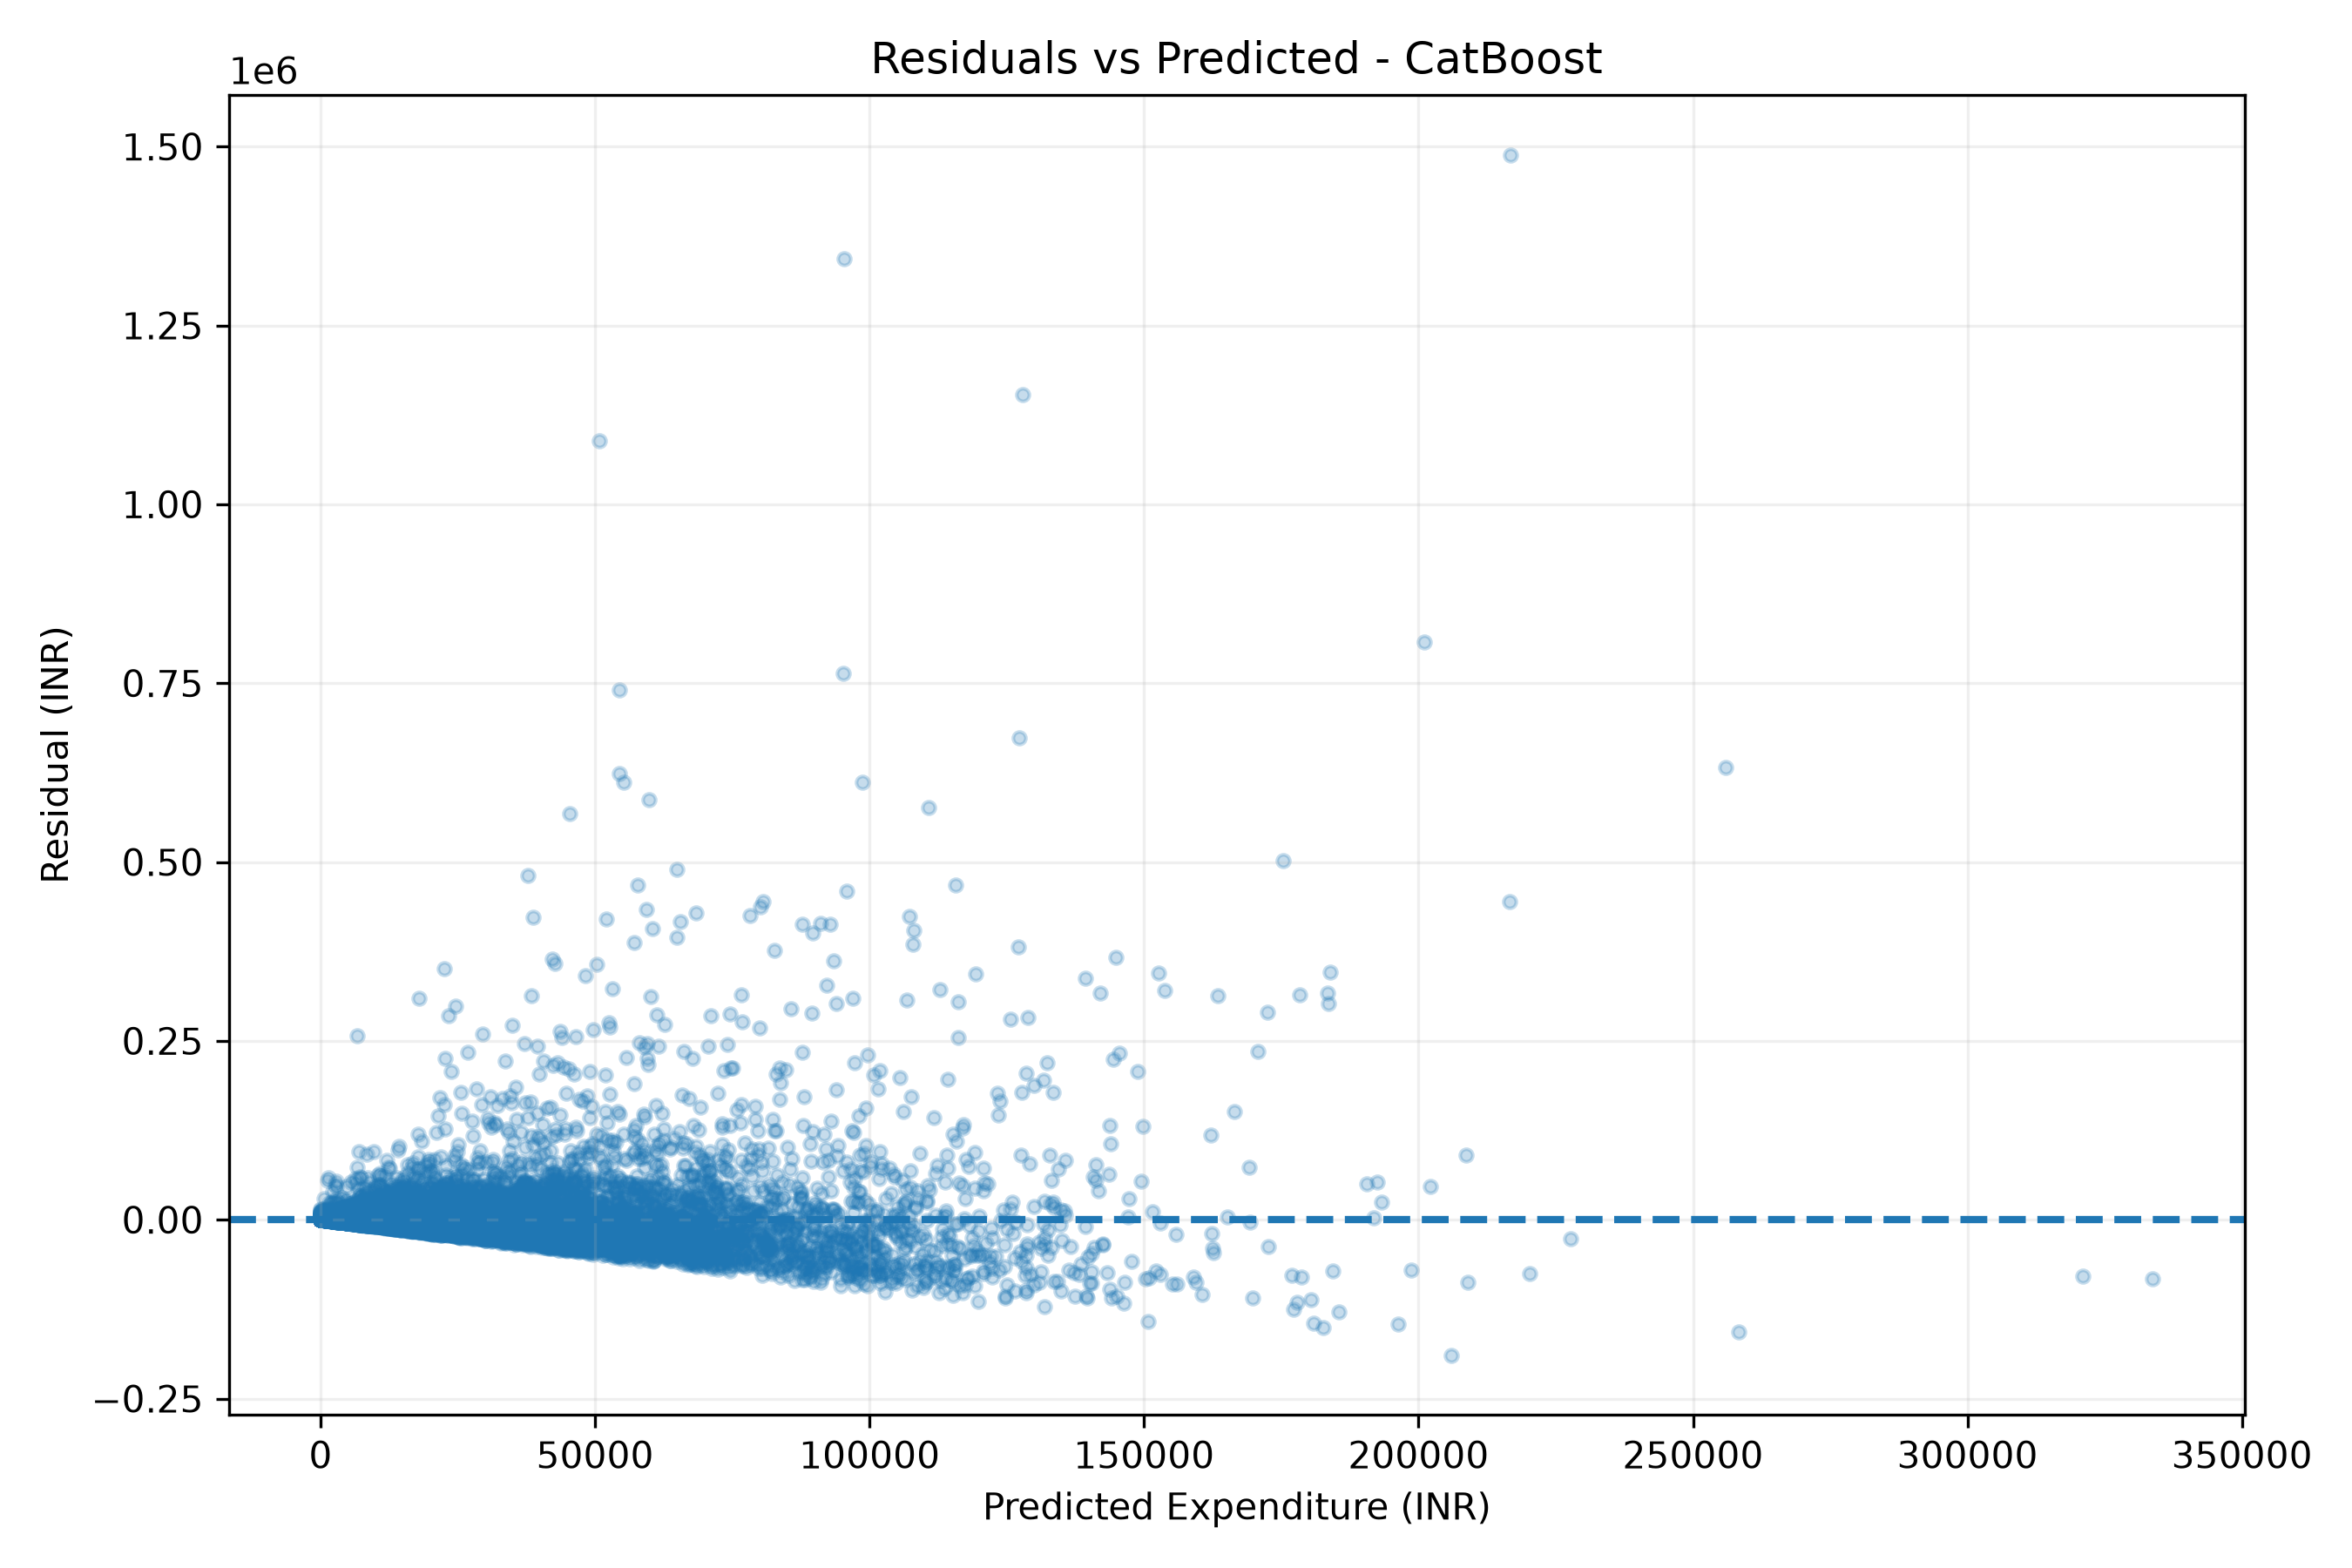 Residuals vs Predicted - CatBoost
1e6
1.50
1.25
1.00
0.75
0.50
0.25
0.00
−0.25
Residual (INR)
0 50000 100000 150000 200000 250000 300000 350000
Predicted Expenditure (INR)